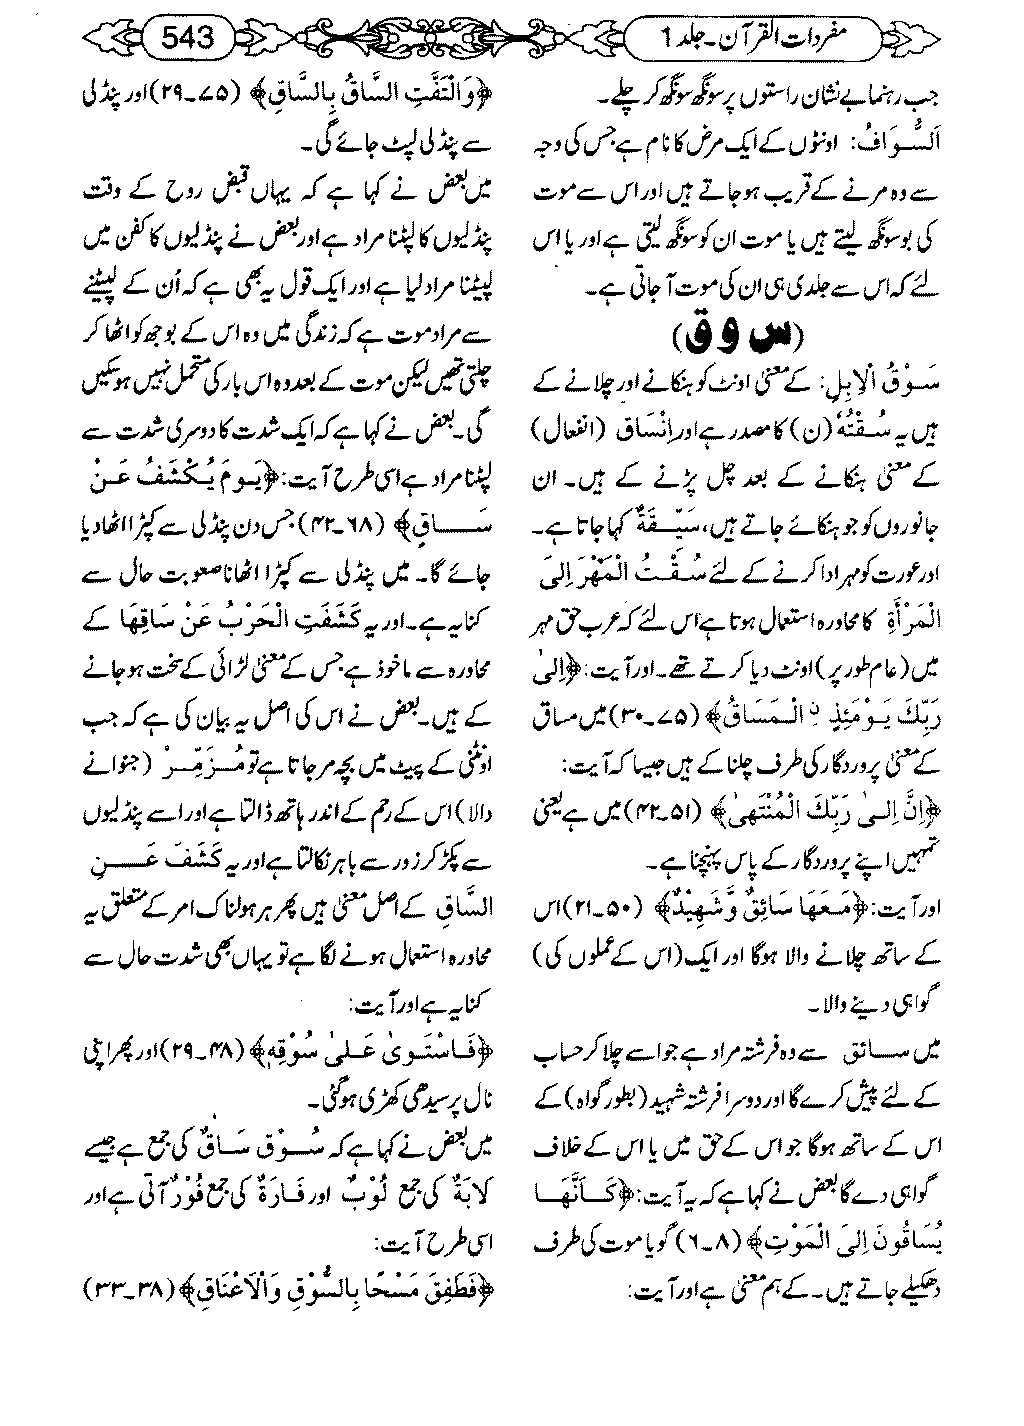 مفردات القرآن۔ جلد 1
543
جب رہنما بے نشان راستوں پر سونگھ سونگھ کر چلے۔
اَلسُّوَافُ: اونٹوں کے ایک مرض کا نام ہے جس کی وجہ
سے وہ مرنے کے قریب ہو جاتے ہیں اور اس سے موت
کی بو سونگھ لیتے ہیں یا موت ان کو سونگھ لیتی ہے اور یا اس
لئے کہ اس سے جلدی ہی ان کی موت آ جاتی ہے۔
(س و ق)
سَوْقُ الْاِبِلِ: کے معنی اونٹ کو ہنکانے اور چلانے کے
ہیں یہ سُقْتُهٗ (ن) کا مصدر ہے اور اِنْسَاق (انفعال)
کے معنی ہنکانے کے بعد چل پڑنے کے ہیں۔ ان
جانوروں کو جو ہنکائے جاتے ہیں، سَیِّقَةٌ کہا جاتا ہے۔
اور عورت کو مہر ادا کرنے کے لئے سُقْتُ الْمَهْرَ اِلَی
الْمَرْأَةِ کا محاورہ استعمال ہوتا ہے اس لئے کہ عرب حق مہر
میں (عام طور پر) اونٹ دیا کرتے تھے۔ اور آیت: ﴿اِلٰی
رَبِّكَ یَوْمَئِذِ ۣالْمَسَاقُ﴾ (۷۵۔۳۰) میں مساق
کے معنی پروردگار کی طرف چلنا کے ہیں جیسا کہ آیت:
﴿اِنَّ اِلیٰ رَبِّكَ الْمُنْتَهیٰ﴾ (۵۱۔۴۲) میں ہے یعنی
تمہیں اپنے پروردگار کے پاس پہنچنا ہے۔
اور آیت: ﴿مَعَهَا سَائِقٌ وَّشَهِیْدٌ﴾ (۵۰۔۲۱) اس
کے ساتھ چلانے والا ہوگا اور ایک (اس کے عملوں کی)
گواہی دینے والا۔
میں سائق سے وہ فرشتہ مراد ہے جو اسے چلا کر حساب
کے لئے پیش کرے گا اور دوسرا فرشتہ شہید (بطور گواہ) کے
اس کے ساتھ ہوگا جو اس کے حق میں یا اس کے خلاف
گواہی دے گا بعض نے کہا ہے کہ یہ آیت: ﴿كَاَنَّهَا
یُسَاقُونَ اِلیَ الْمَوْتِ﴾ (۸۔۶) گویا موت کی طرف
دھکیلے جاتے ہیں۔ کے ہم معنی ہے اور آیت:
﴿وَالْتَفَّتِ السَّاقُ بِالسَّاقِ﴾ (۷۵۔۲۹) اور پنڈلی
سے پنڈلی لپٹ جائے گی۔
میں بعض نے کہا ہے کہ یہاں قبض روح کے وقت
پنڈلیوں کا لپٹنا مراد ہے اور بعض نے پنڈلیوں کا کفن میں
لپیٹنا مراد لیا ہے اور ایک قول یہ بھی ہے کہ اُن کے لپیٹنے
سے مراد موت ہے کہ زندگی میں وہ اس کے بوجھ کو اٹھا کر
چلتی تھیں لیکن موت کے بعد وہ اس بار کی متحمل نہیں ہوسکیں
گی۔ بعض نے کہا ہے کہ ایک شدت کا دوسری شدت سے
لپٹنا مراد ہے اسی طرح آیت: ﴿یَومَ یُكْشَفُ عَنْ
سَاقٍ﴾ (۶۸۔۴۲) جس دن پنڈلی سے کپڑا اٹھا دیا
جائے گا۔ میں پنڈلی سے کپڑا اٹھانا صعوبت حال سے
کنایہ ہے۔ اور یہ كَشَفَتِ الْحَرْبُ عَنْ سَاقِهَا کے
محاورہ سے ماخوذ ہے جس کے معنی لڑائی کے سخت ہو جانے
کے ہیں۔ بعض نے اس کی اصل یہ بیان کی ہے کہ جب
اونٹنی کے پیٹ میں بچہ مر جاتا ہے تو مُزَمِّرْ (جنوانے
والا) اس کے رحم کے اندر ہاتھ ڈالتا ہے اور اسے پنڈلیوں
سے پکڑ کر زور سے باہر نکالتا ہے اور یہ كَشَفَ عَنِ
السَّاقِ کے اصل معنی ہیں پھر ہر ہولناک امر کے متعلق یہ
محاورہ استعمال ہونے لگا ہے تو یہاں بھی شدت حال سے
کنایہ ہے اور آیت:
﴿فَاسْتَویٰ عَلیٰ سُوْقِهٖ﴾ (۴۸۔۲۹) اور پھر اپنی
نال پر سیدھی کھڑی ہوگئی۔
میں بعض نے کہا ہے کہ سُوْق سَاقٌ کی جمع ہے جیسے
لَابَةٌ کی جمع لُوْبٌ اور قَارَةٌ کی جمع قُوْرٌ آتی ہے اور
اسی طرح آیت:
﴿فَطَفِقَ مَسْحًا بِالسُّوْقِ وَالْاَعْنَاقِ﴾ (۳۸۔۳۳)